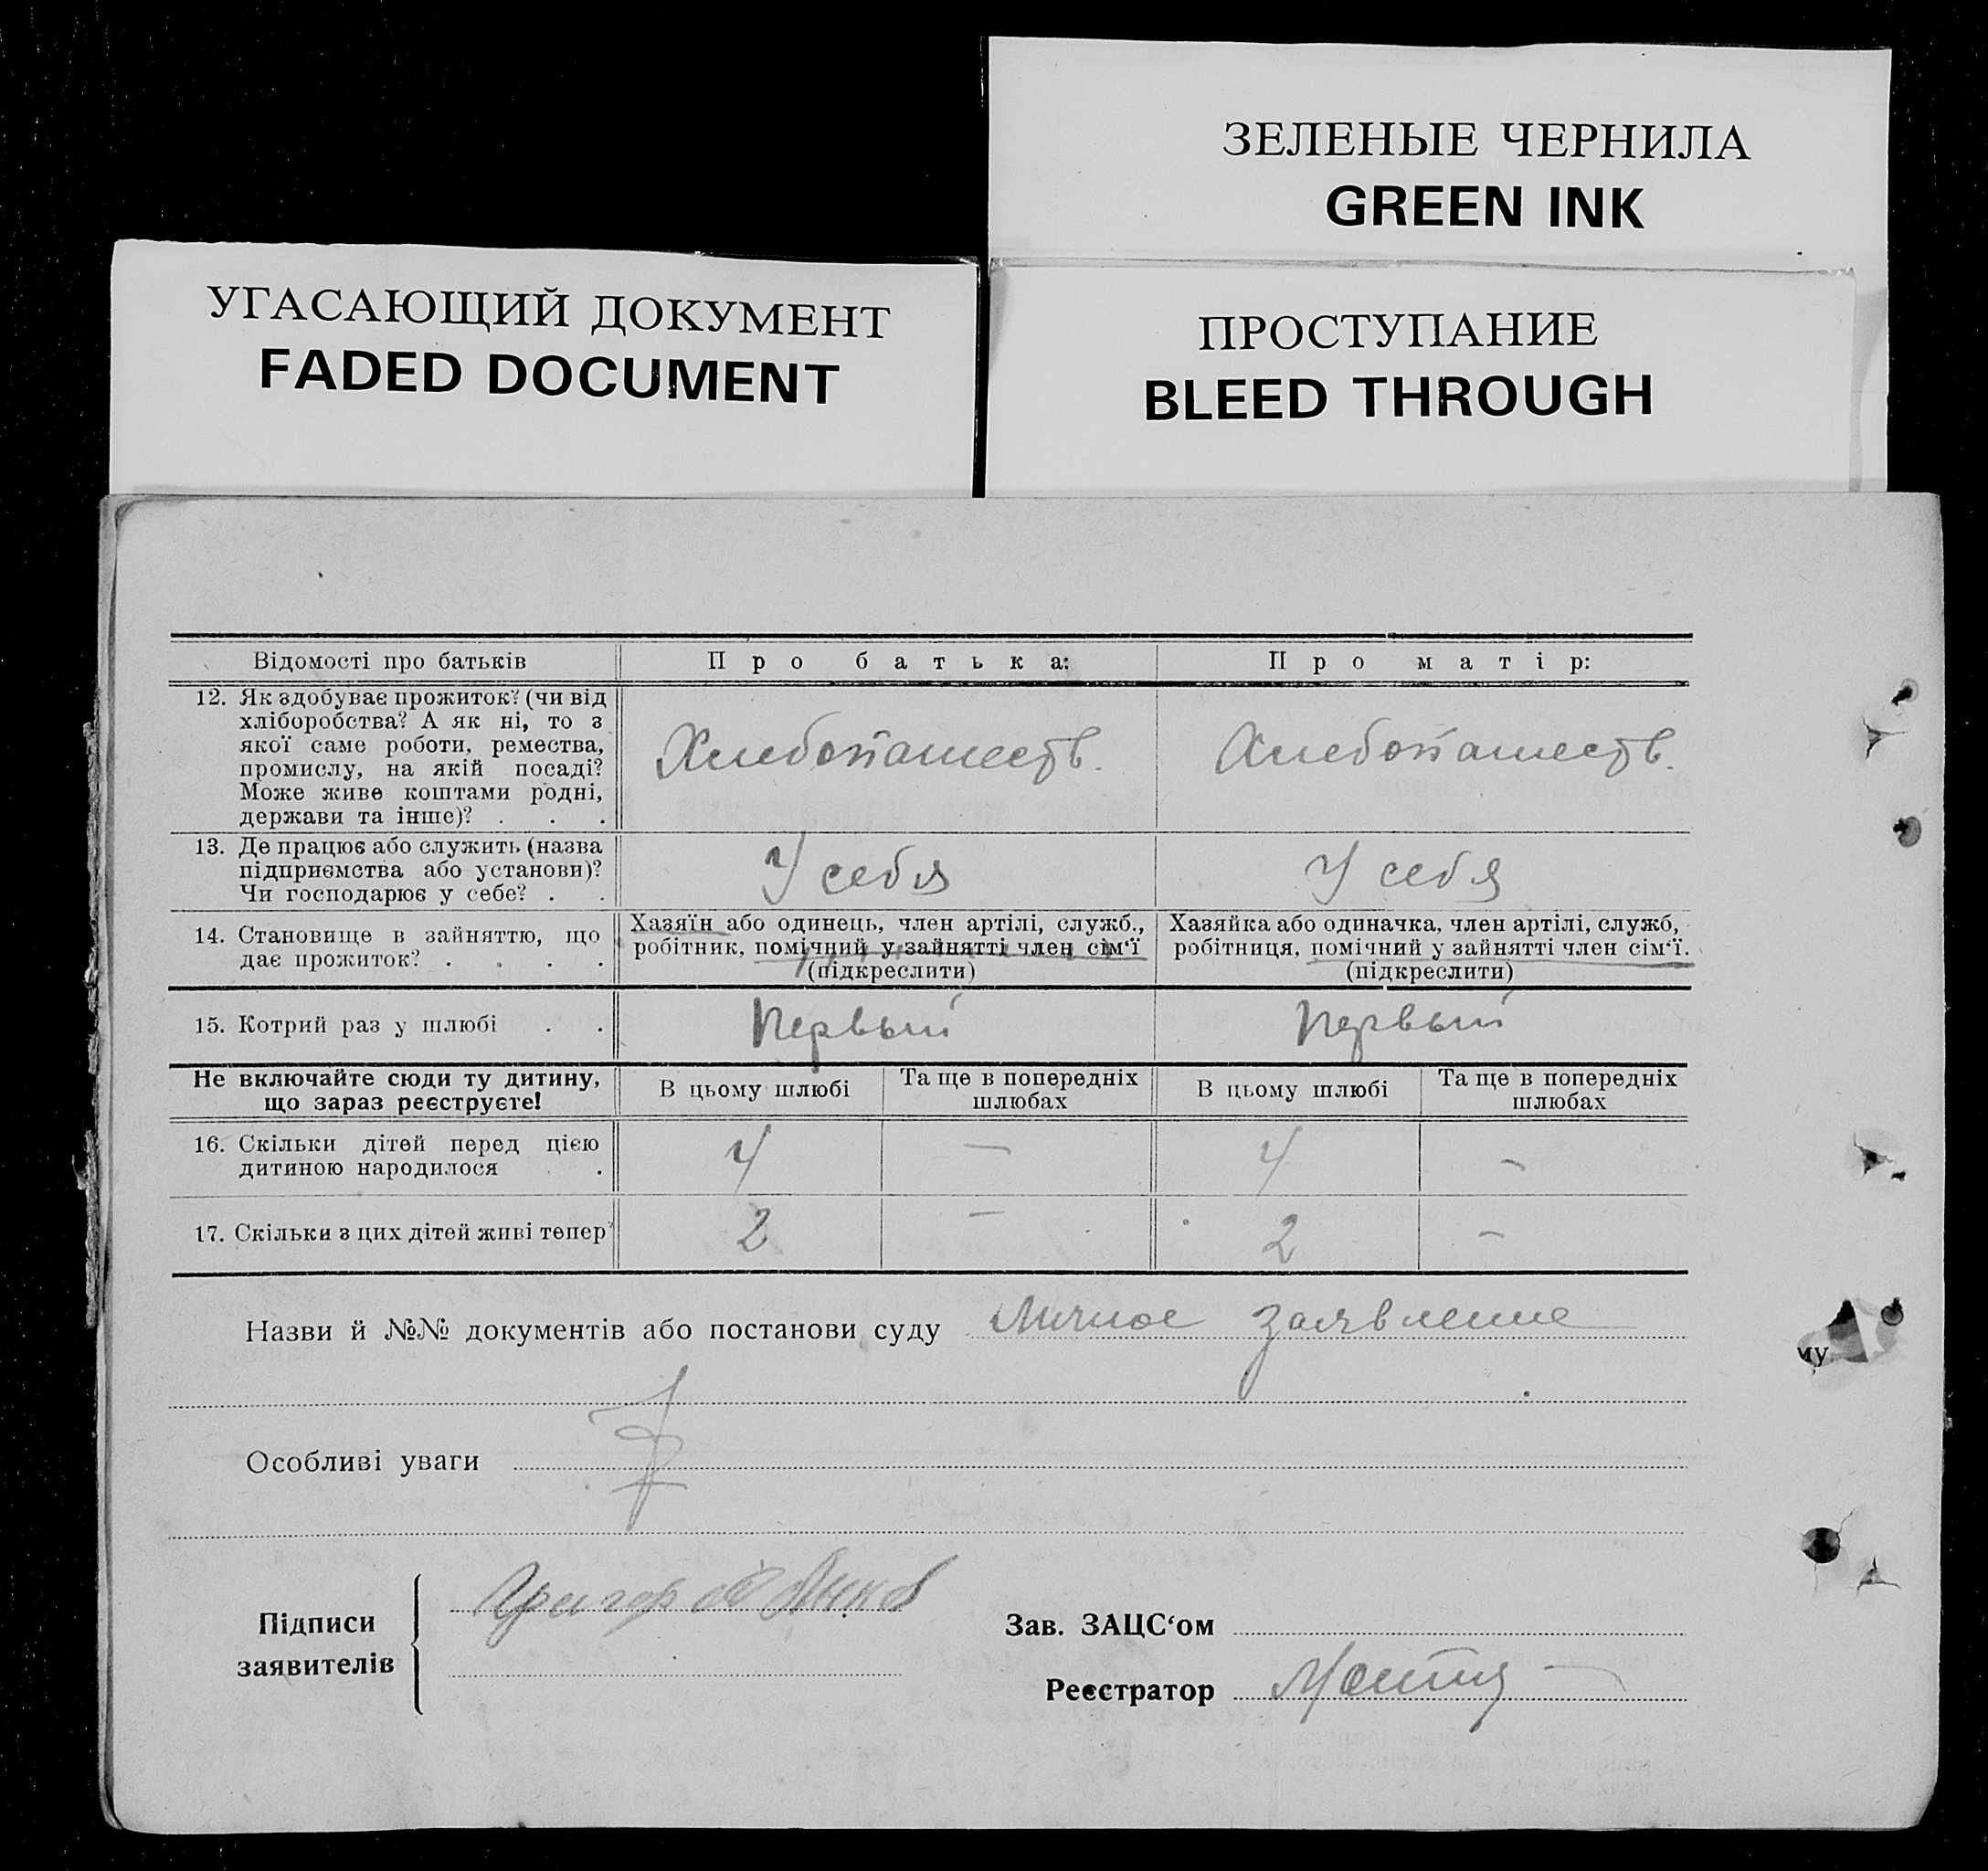 ЗЕЛЕНЫЕ ЧЕРНИЛА
GREEN INK
УГАСАЮЩИЙ ДОКУМЕНТ
FADED DOCUMENT
ПРОСТУПАНИЕ
BLEED THROUGH
Відомості про батьків
Про батька:
Про матір:
12. Як здобуває прожиток? (чи від
хліборобства? А як ні, то з
якої саме роботи, ремества,
промислу, на якій посаді?
Може живе коштами рóдні,
держави та інше)? . . .
Хлебопашеств.
Хлебопашеств.
13. Де працює або служить (назва
підприємства або установи)?
Чи господарює у себе? . .
У себя
У себя
14. Становище в зайняттю, що
дає прожиток? . . . .
Хазяїн або одинець, член артілі, служб.,
робітник, помічний у зайнятті член сім‘ї
(підкреслити)
Хазяйка або одиначка, член артілі, служб,
робітниця, помічний у зайнятті член сім‘ї.
(підкреслити)
15. Котрий раз у шлюбі . .
Первый
Первый
Не включайте сюди ту дитину,
що зараз реєструєте!
В цьому шлюбі
Та ще в попередніх
шлюбах
В цьому шлюбі
Та ще в попередніх
шлюбах
16. Скільки дітей перед цією
дитиною народилося .
4
—
4
-
17. Скільки з цих дітей живі тепер?
2
—
2
-
Назви й №№ документів або постанови суду Личное заявление
му
Особливі уваги
Підписи
заявителів
Зав. ЗАЦС‘ом
Реєстратор